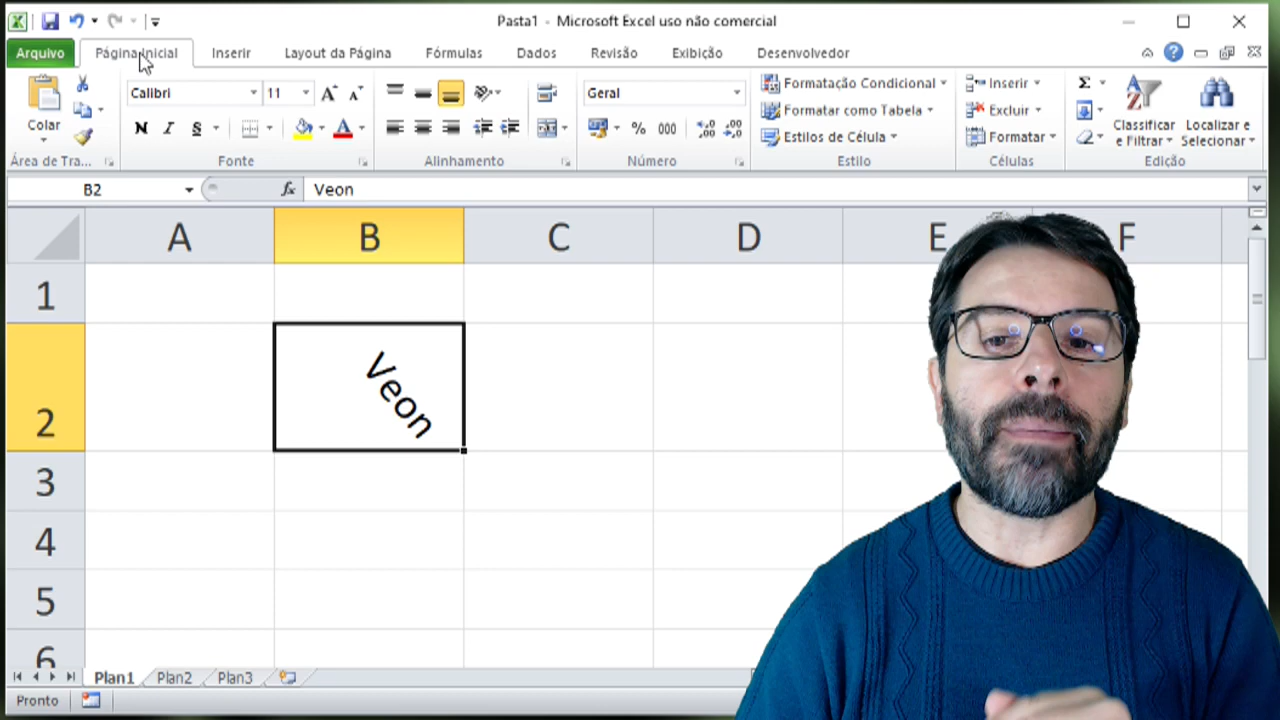 Pasta1 - Microsoft Excel uso não comercial
Arquivo Página Inicial Inserir Layout da Página Fórmulas Dados Revisão Exibição Desenvolvedor
Calibri 11 Geral Formatação Condicional Inserir Σ
Colar Formatar como Tabela Excluir Classificar e Filtrar Localizar e Selecionar
N I S A % 000 ,00 Estilos de Célula Formatar
Área de Tra... Fonte Alinhamento Número Estilo Células Edição
B2 fx Veon
A B C D E F
1
2 Veon
3
4
5
6
Plan1 Plan2 Plan3
Pronto